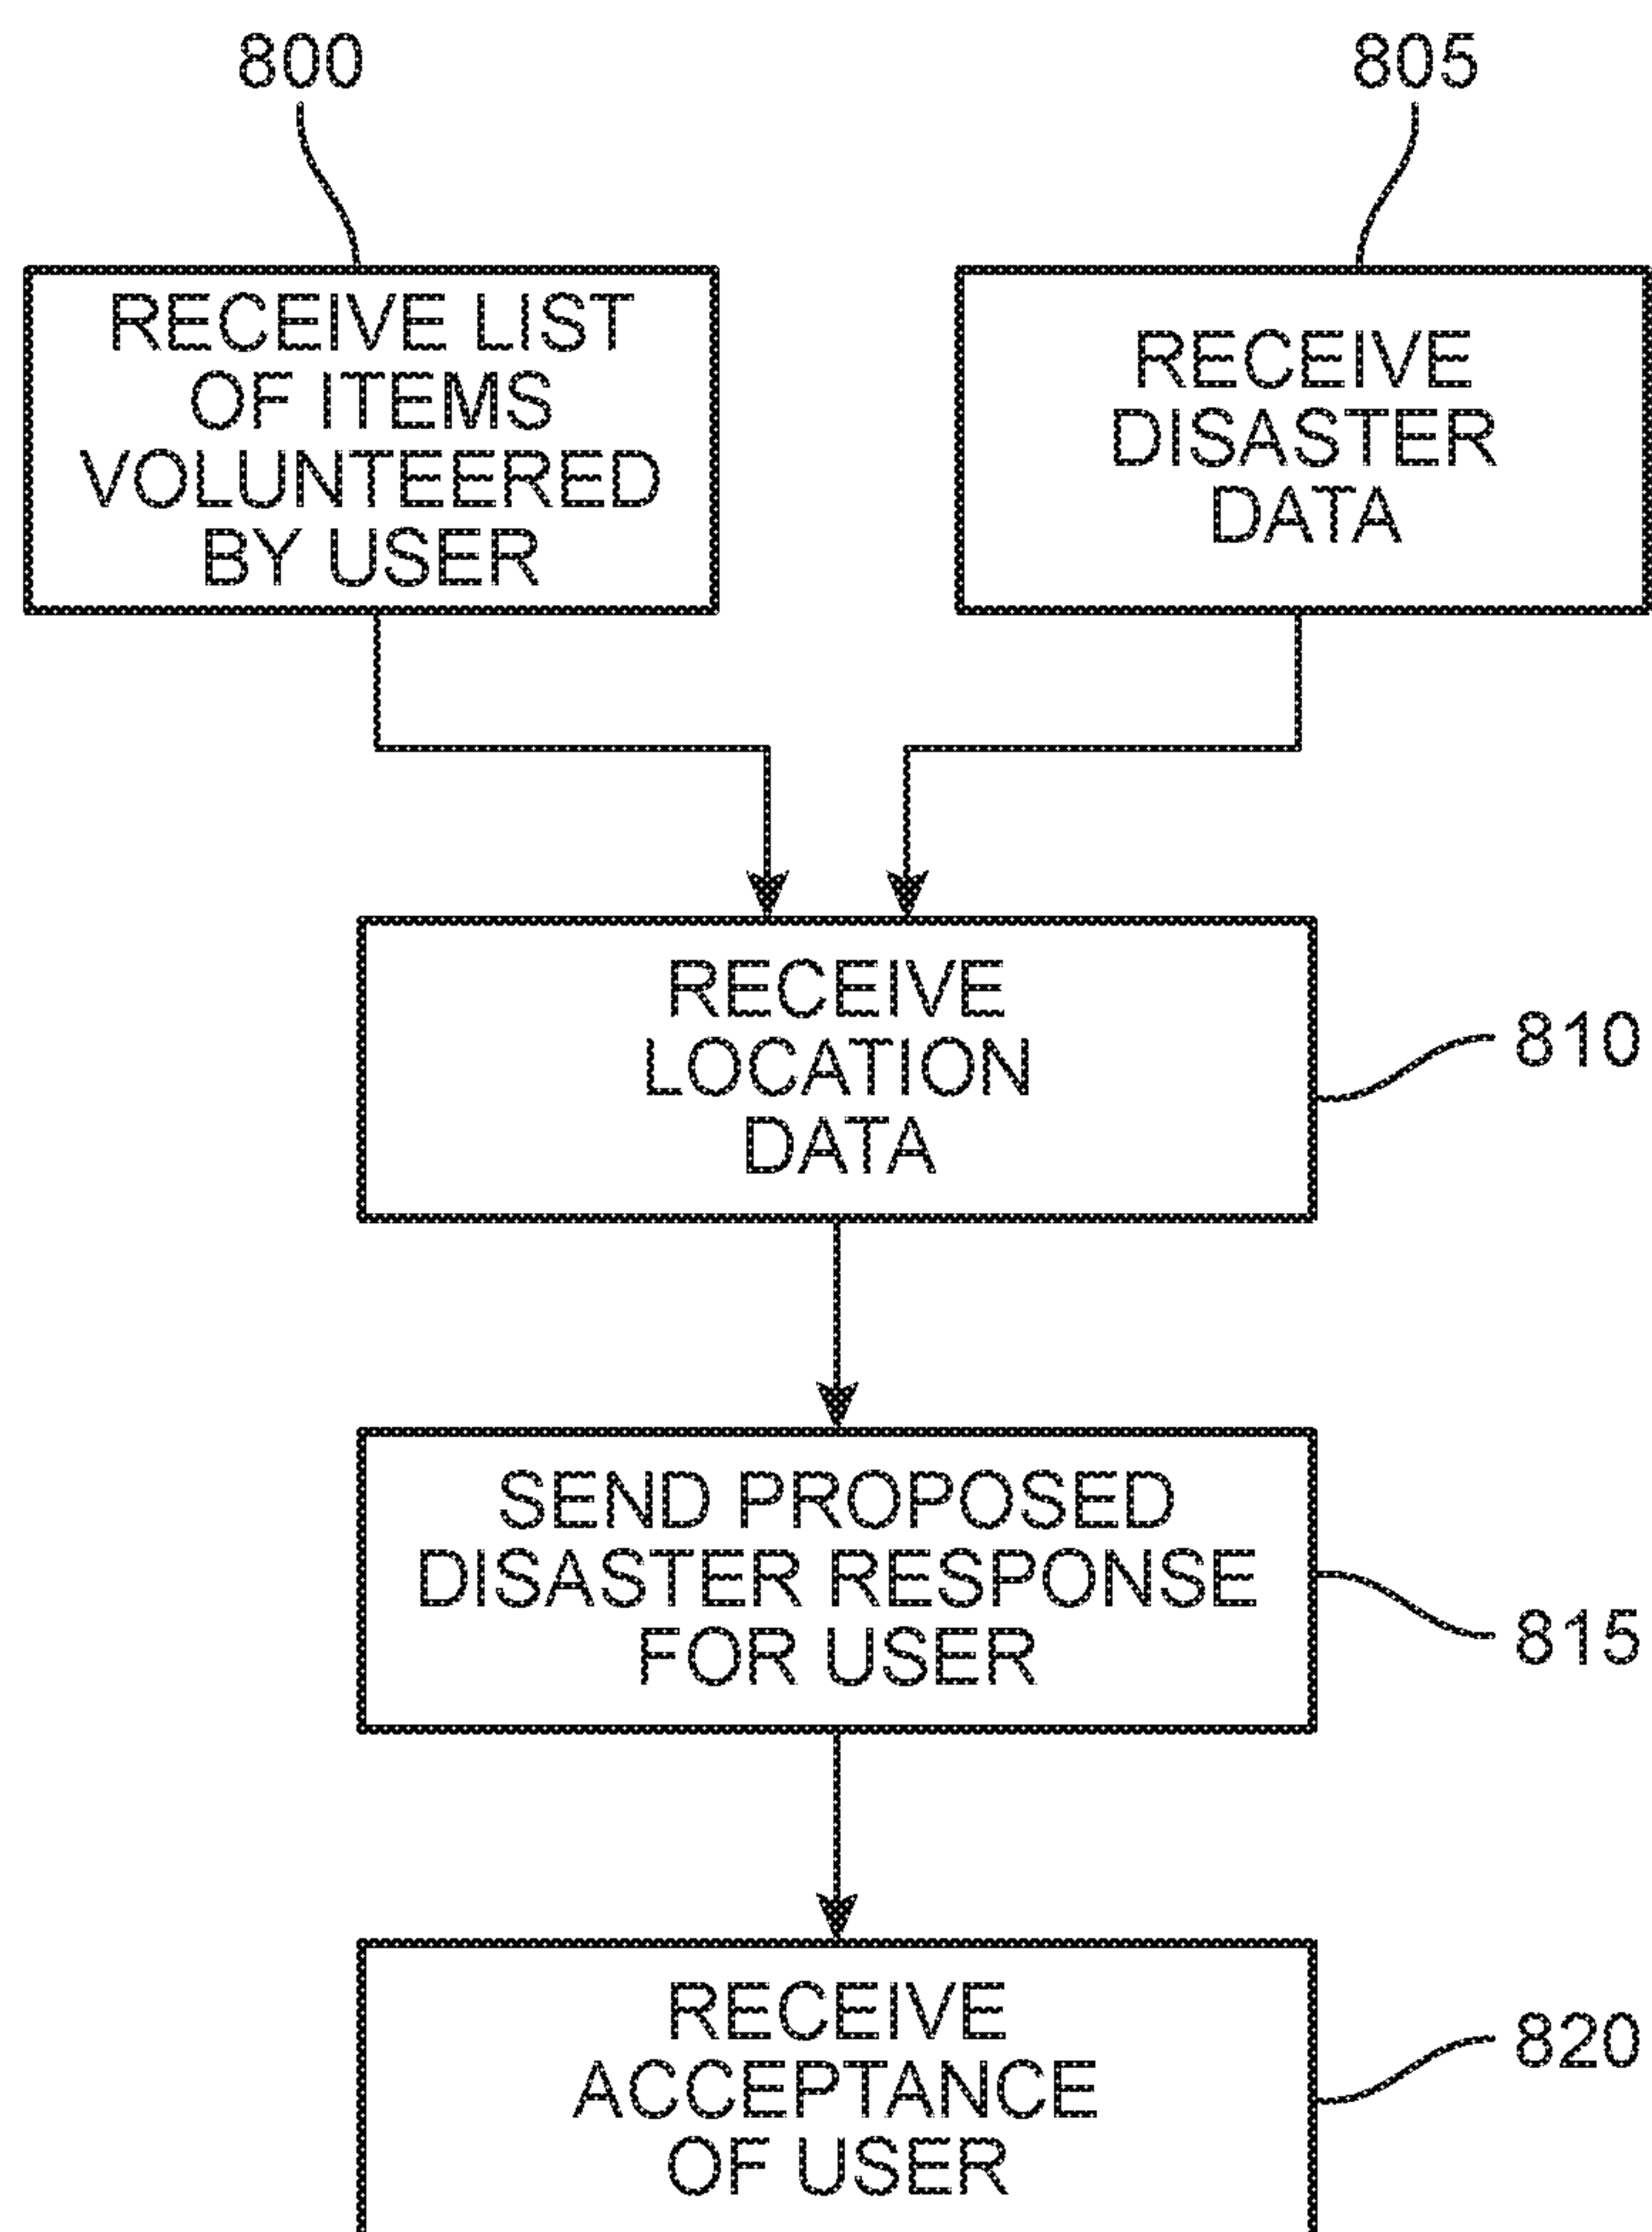 800
805
RECEIVE LIST
OF ITEMS
VOLUNTEERED
BY USER
RECEIVE
DISASTER
DATA
RECEIVE
LOCATION
DATA
810
SEND PROPOSED
DISASTER RESPONSE
FOR USER
815
RECEIVE
ACCEPTANCE
OF USER
820